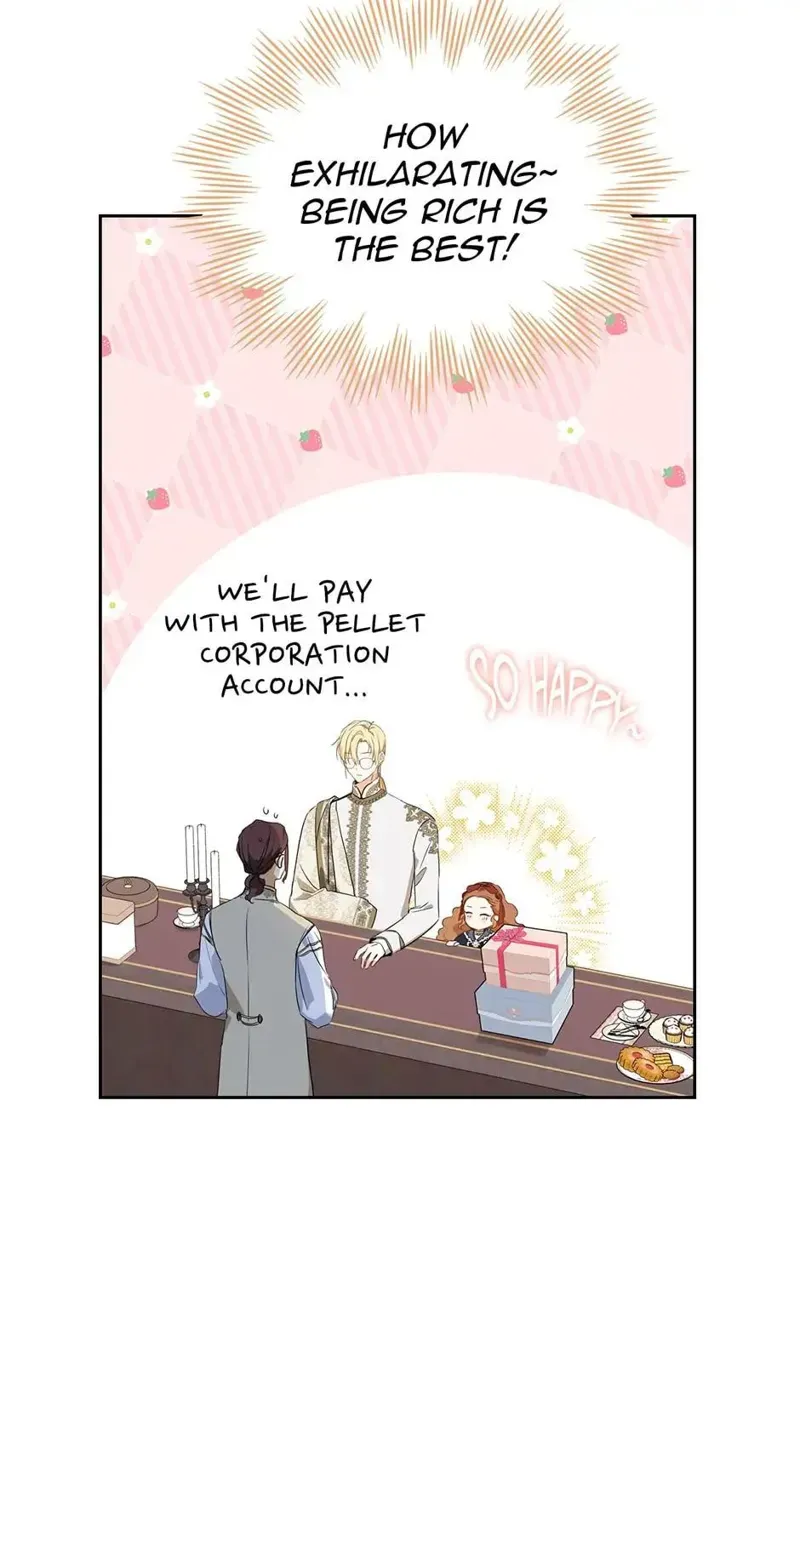 HOW
EXHILARATING~
BEING RICH IS
THE BEST!
WE'LL PAY
WITH THE PELLET
CORPORATION
ACCOUNT...
SO HAPPY~